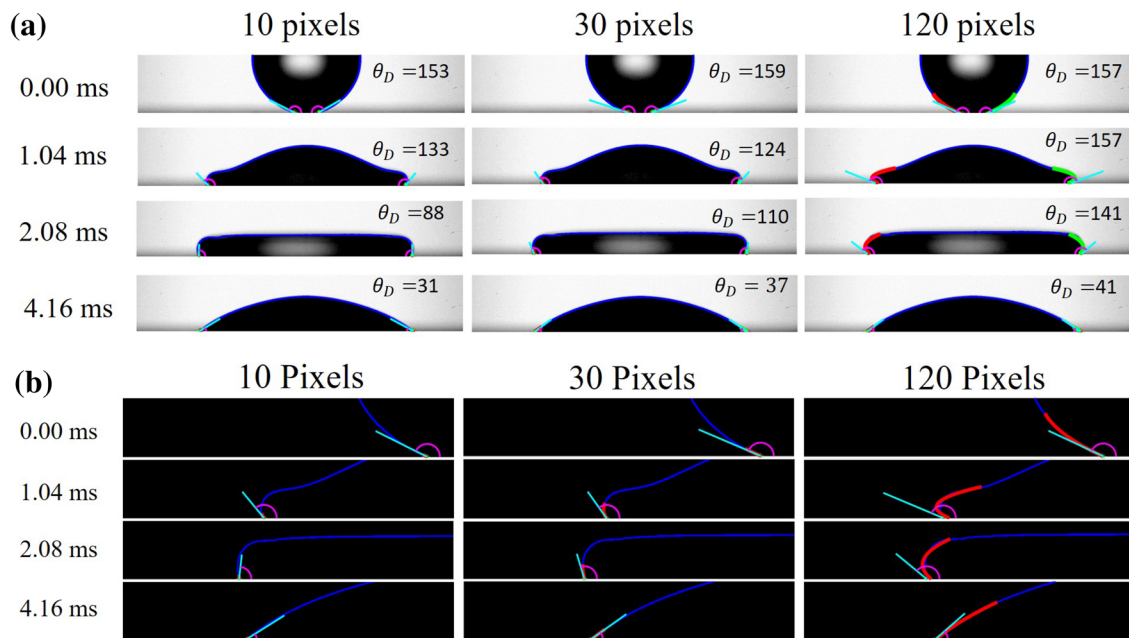 (a) 10 pixels 30 pixels 120 pixels
0.00 ms θD =153 θD =159 θD =157
1.04 ms θD =133 θD =124 θD =157
2.08 ms θD =88 θD =110 θD =141
4.16 ms θD =31 θD = 37 θD =41
(b) 10 Pixels 30 Pixels 120 Pixels
0.00 ms
1.04 ms
2.08 ms
4.16 ms